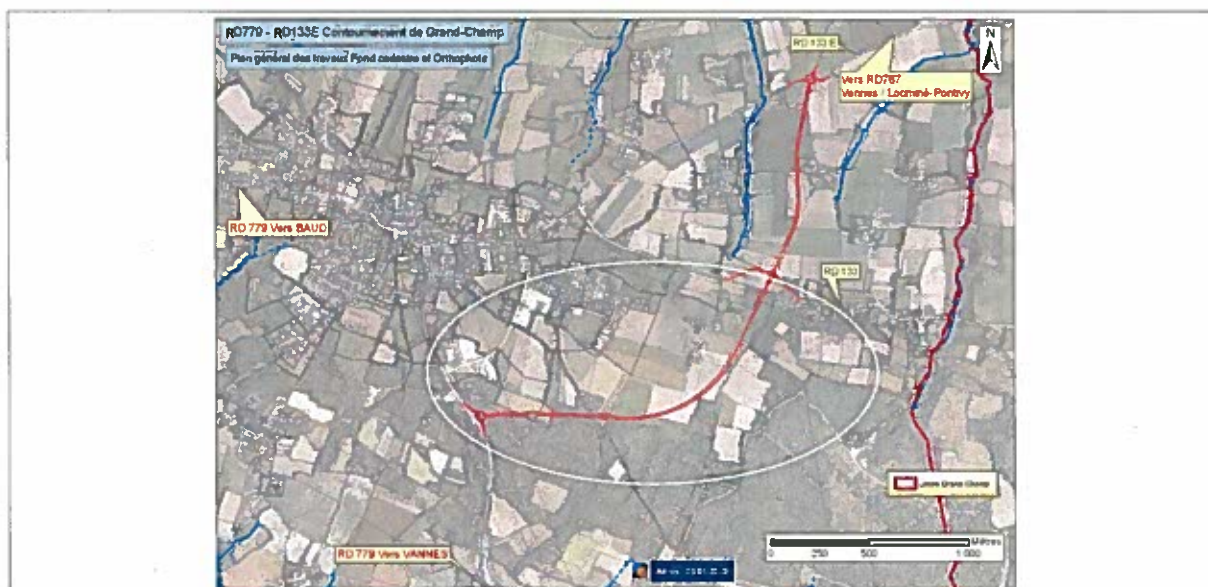 RD779 - RD133E Contournement de Grand-Champ
Plan général des travaux Fond cadastre et Orthophoto
N
RD 133 E
Vers RD767
Vannes / Locminé-Pontivy
RD 779 Vers BAUD
RD 133
Grand Champ
Mètres
0 250 500 1 000
RD 779 Vers VANNES